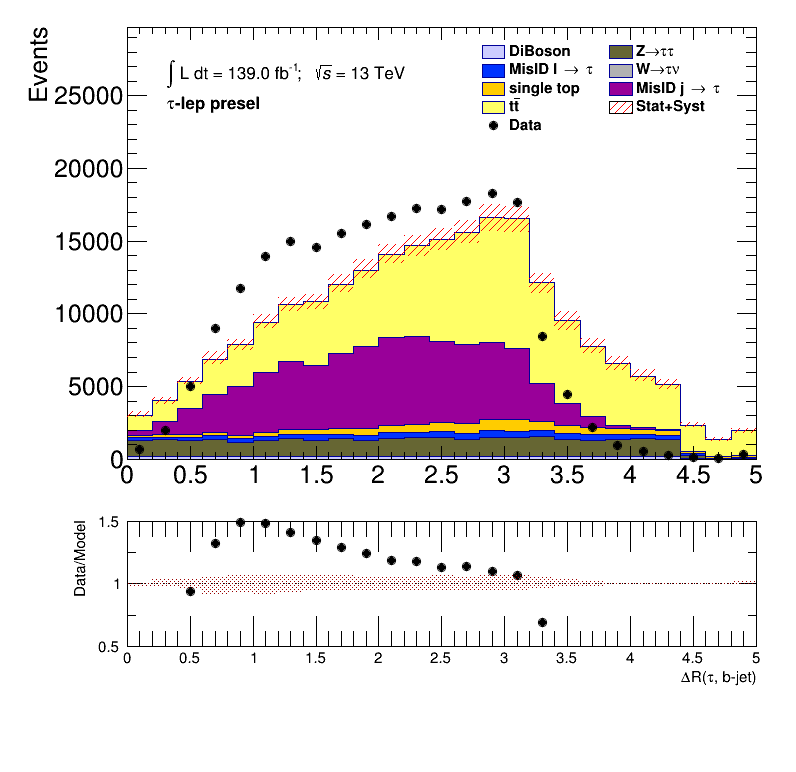 Events
∫ L dt = 139.0 fb⁻¹; √s = 13 TeV
τ-lep presel
DiBoson
MisID l → τ
single top
tt̄
Data
Z→ττ
W→τν
MisID j → τ
Stat+Syst
25000
20000
15000
10000
5000
0
0 0.5 1 1.5 2 2.5 3 3.5 4 4.5 5
Data/Model
1.5
1
0.5
0 0.5 1 1.5 2 2.5 3 3.5 4 4.5 5
ΔR(τ, b-jet)